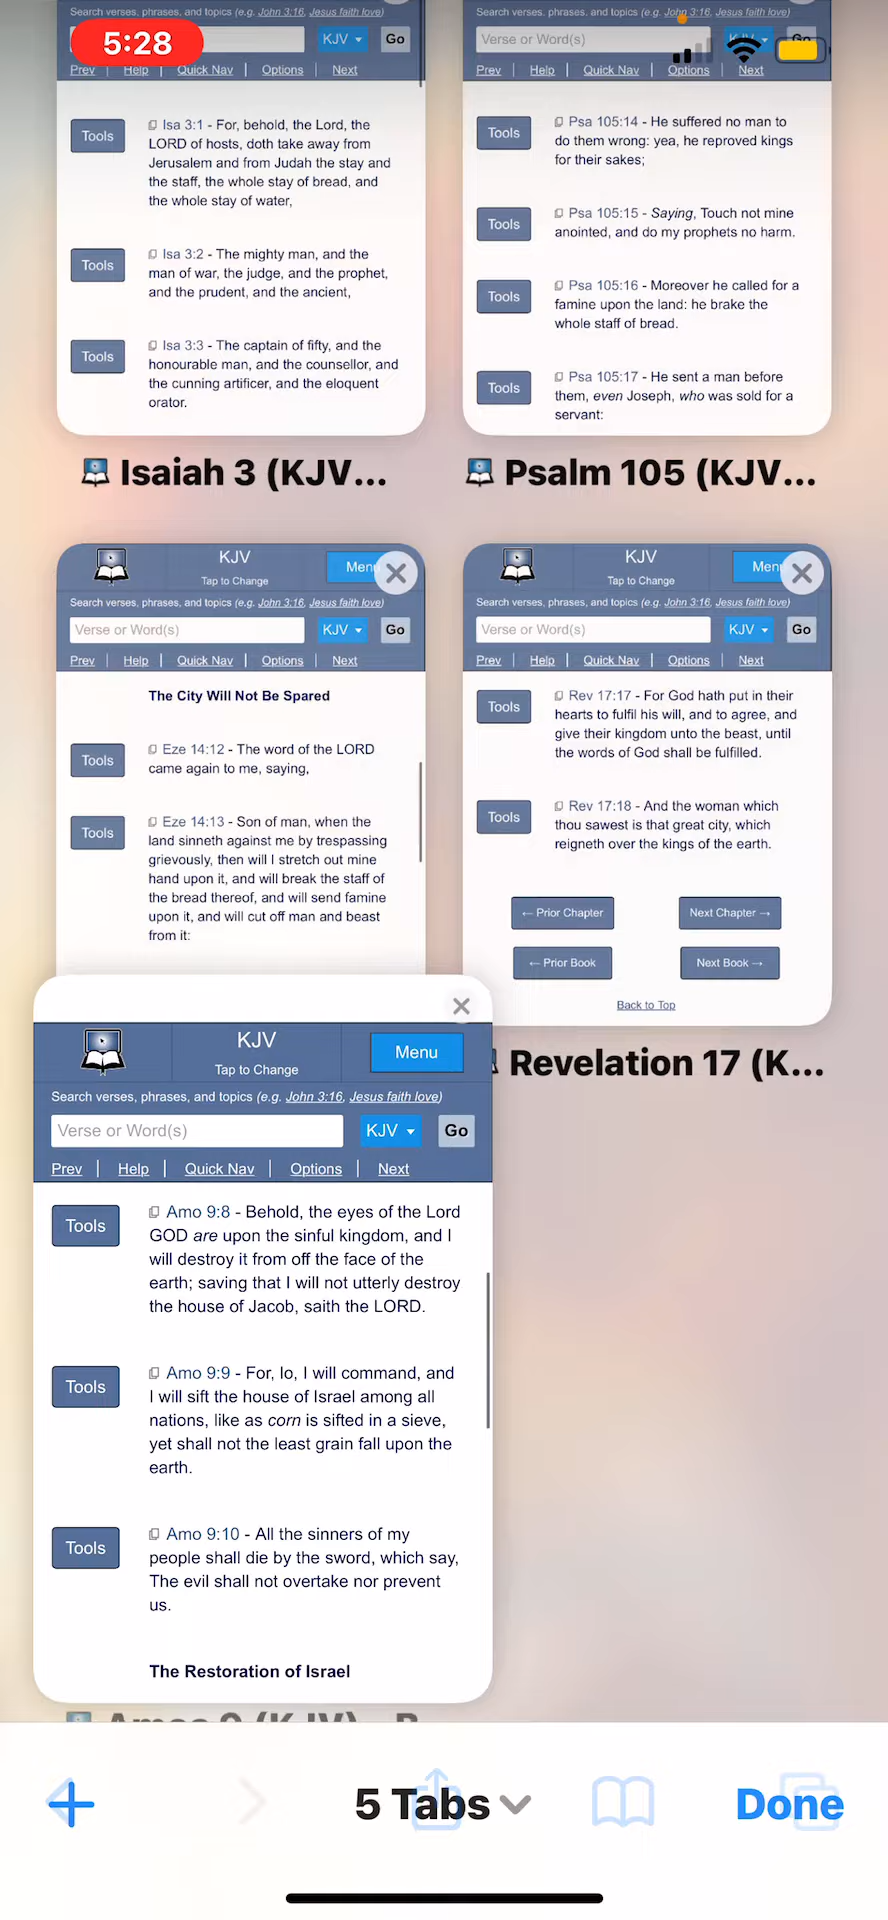 5:28
Search verses, phrases, and topics (e.g. John 3:16, Jesus faith love)
KJV Go
Prev | Help | Quick Nav | Options | Next
Tools
Isa 3:1 - For, behold, the Lord, the
LORD of hosts, doth take away from
Jerusalem and from Judah the stay and
the staff, the whole stay of bread, and
the whole stay of water,
Tools
Isa 3:2 - The mighty man, and the
man of war, the judge, and the prophet,
and the prudent, and the ancient,
Tools
Isa 3:3 - The captain of fifty, and the
honourable man, and the counsellor, and
the cunning artificer, and the eloquent
orator.
Isaiah 3 (KJV...
Search verses, phrases, and topics (e.g. John 3:16, Jesus faith love)
Verse or Word(s) KJV Go
Prev | Help | Quick Nav | Options | Next
Tools
Psa 105:14 - He suffered no man to
do them wrong: yea, he reproved kings
for their sakes;
Tools
Psa 105:15 - Saying, Touch not mine
anointed, and do my prophets no harm.
Tools
Psa 105:16 - Moreover he called for a
famine upon the land: he brake the
whole staff of bread.
Tools
Psa 105:17 - He sent a man before
them, even Joseph, who was sold for a
servant:
Psalm 105 (KJV...
KJV
Tap to Change
Search verses, phrases, and topics (e.g. John 3:16, Jesus faith love)
Verse or Word(s) KJV Go
Prev | Help | Quick Nav | Options | Next
The City Will Not Be Spared
Tools
Eze 14:12 - The word of the LORD
came again to me, saying,
Tools
Eze 14:13 - Son of man, when the
land sinneth against me by trespassing
grievously, then will I stretch out mine
hand upon it, and will break the staff of
the bread thereof, and will send famine
upon it, and will cut off man and beast
from it:
KJV
Tap to Change
Search verses, phrases, and topics (e.g. John 3:16, Jesus faith love)
Verse or Word(s) KJV Go
Prev | Help | Quick Nav | Options | Next
Tools
Rev 17:17 - For God hath put in their
hearts to fulfil his will, and to agree, and
give their kingdom unto the beast, until
the words of God shall be fulfilled.
Tools
Rev 17:18 - And the woman which
thou sawest is that great city, which
reigneth over the kings of the earth.
← Prior Chapter Next Chapter →
← Prior Book Next Book →
Back to Top
Revelation 17 (K...
KJV
Tap to Change
Menu
Search verses, phrases, and topics (e.g. John 3:16, Jesus faith love)
Verse or Word(s) KJV Go
Prev | Help | Quick Nav | Options | Next
Tools
Amo 9:8 - Behold, the eyes of the Lord
GOD are upon the sinful kingdom, and I
will destroy it from off the face of the
earth; saving that I will not utterly destroy
the house of Jacob, saith the LORD.
Tools
Amo 9:9 - For, lo, I will command, and
I will sift the house of Israel among all
nations, like as corn is sifted in a sieve,
yet shall not the least grain fall upon the
earth.
Tools
Amo 9:10 - All the sinners of my
people shall die by the sword, which say,
The evil shall not overtake nor prevent
us.
The Restoration of Israel
5 Tabs
Done